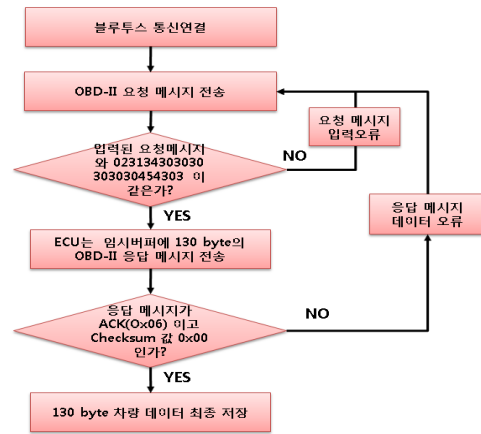 블루투스 통신연결
OBD-II 요청 메시지 전송
요청 메시지
입력오류
입력된 요청메시지
와 023134303030
303030454303 이
같은가?
NO
YES
응답 메시지
데이터 오류
ECU는 임시버퍼에 130 byte의
OBD-II 응답 메시지 전송
응답 메시지가
ACK(0x06) 이고
Checksum 값 0x00
인가?
NO
YES
130 byte 차량 데이터 최종 저장